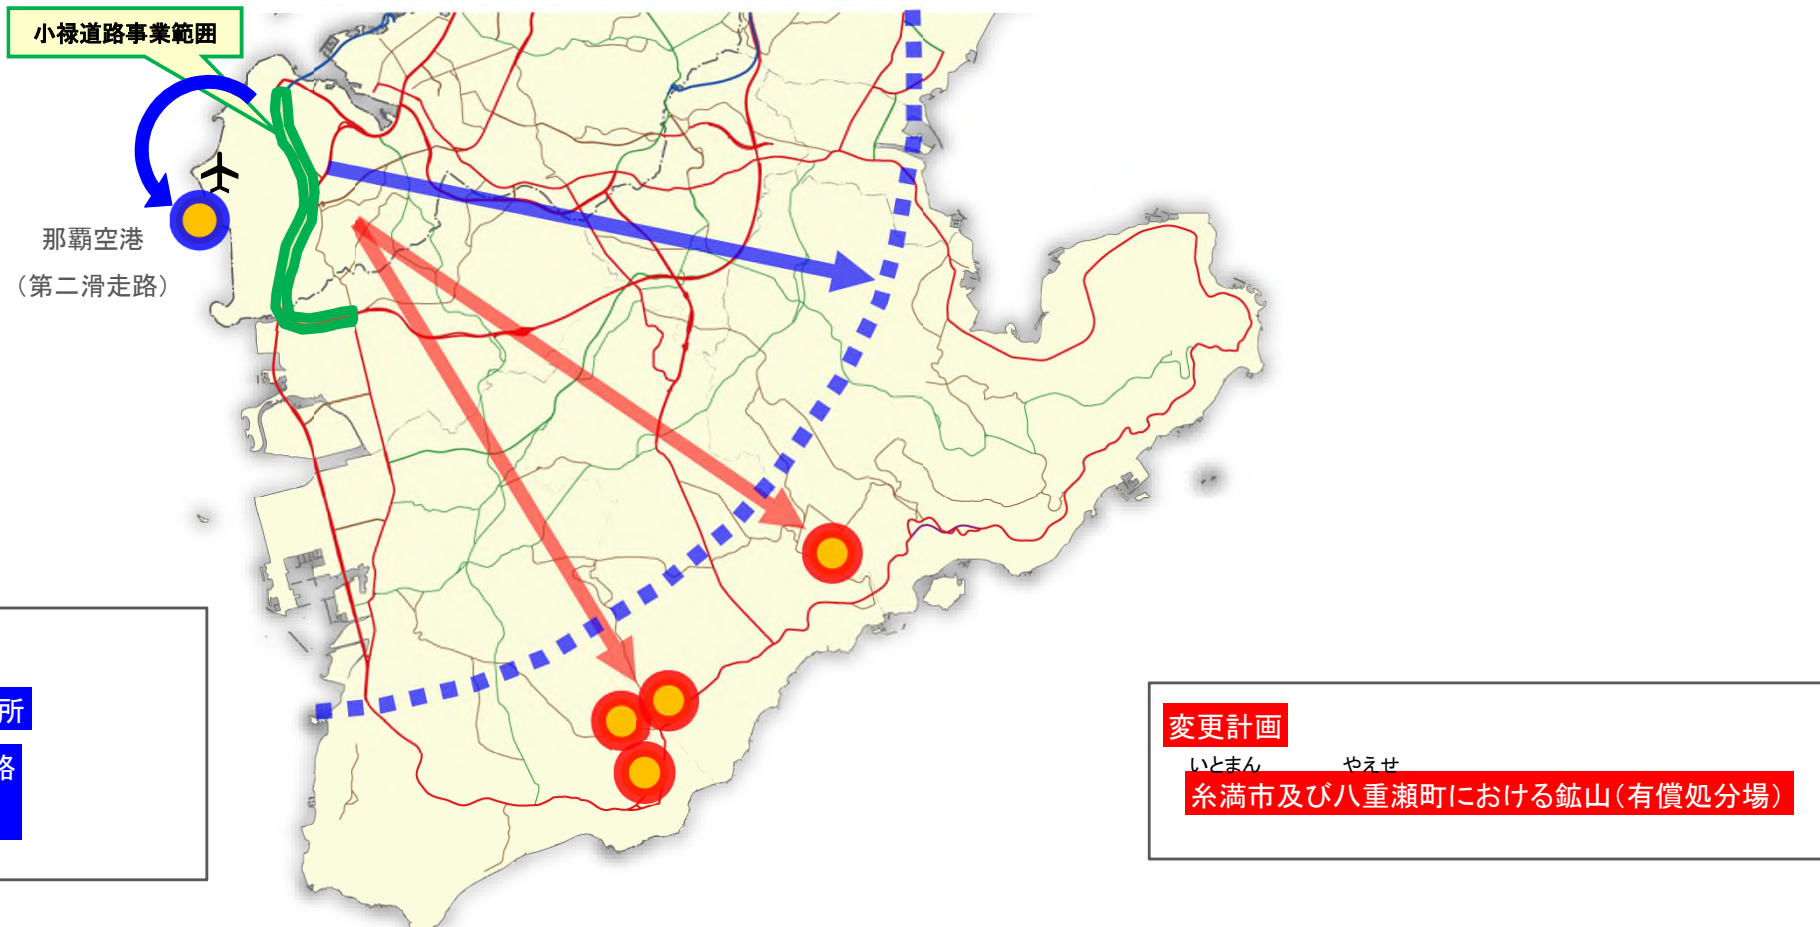 小禄道路事業範囲
那覇空港
（第二滑走路）
所
路
変更計画
いとまん やえせ
糸満市及び八重瀬町における鉱山（有償処分場）